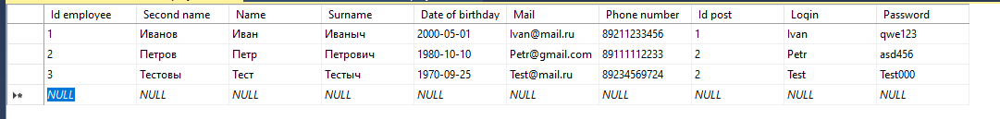 Id employee Second name Name Surname Date of birthday Mail Phone number Id post Login Password
1 Иванов Иван Иваныч 2000-05-01 Ivan@mail.ru 89211233456 1 Ivan qwe123
2 Петров Петр Петрович 1980-10-10 Petr@gmail.com 89111112233 2 Petr asd456
3 Тестовы Тест Тестыч 1970-09-25 Test@mail.ru 89234569724 2 Test Test000
NULL NULL NULL NULL NULL NULL NULL NULL NULL NULL